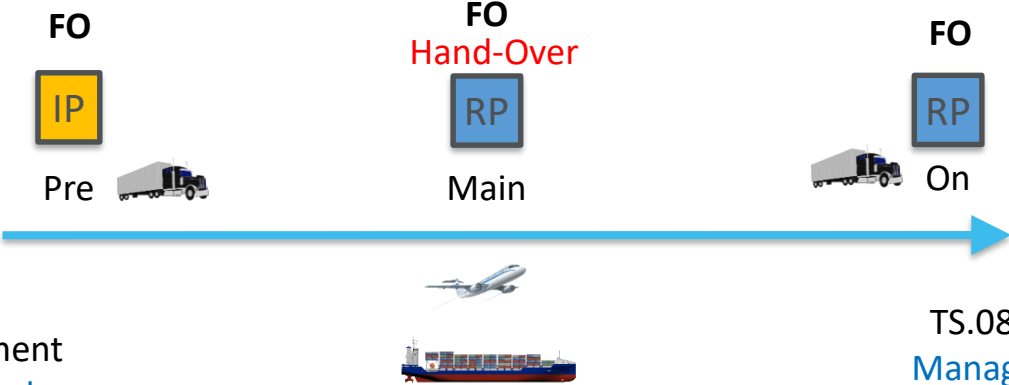 FO
IP
Pre
FO
Hand-Over
RP
Main
FO
RP
On
TS.08
Manag
ment